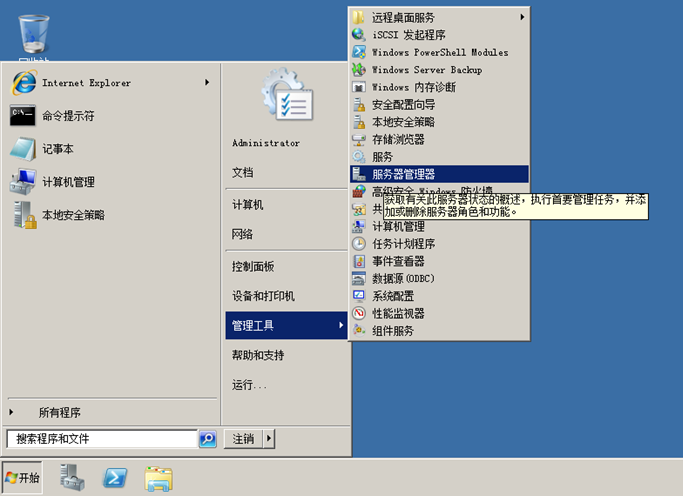 回收站
Internet Explorer
命令提示符
记事本
计算机管理
本地安全策略
所有程序
搜索程序和文件
Administrator
文档
计算机
网络
控制面板
设备和打印机
管理工具
帮助和支持
运行...
注销
远程桌面服务
iSCSI 发起程序
Windows PowerShell Modules
Windows Server Backup
Windows 内存诊断
安全配置向导
本地安全策略
存储浏览器
服务
服务器管理器
高级安全 Windows 防火墙
获取有关此服务器状态的概述，执行首要管理任务，并添
加或删除服务器角色和功能。
共
计算机管理
任务计划程序
事件查看器
数据源(ODBC)
系统配置
性能监视器
组件服务
开始